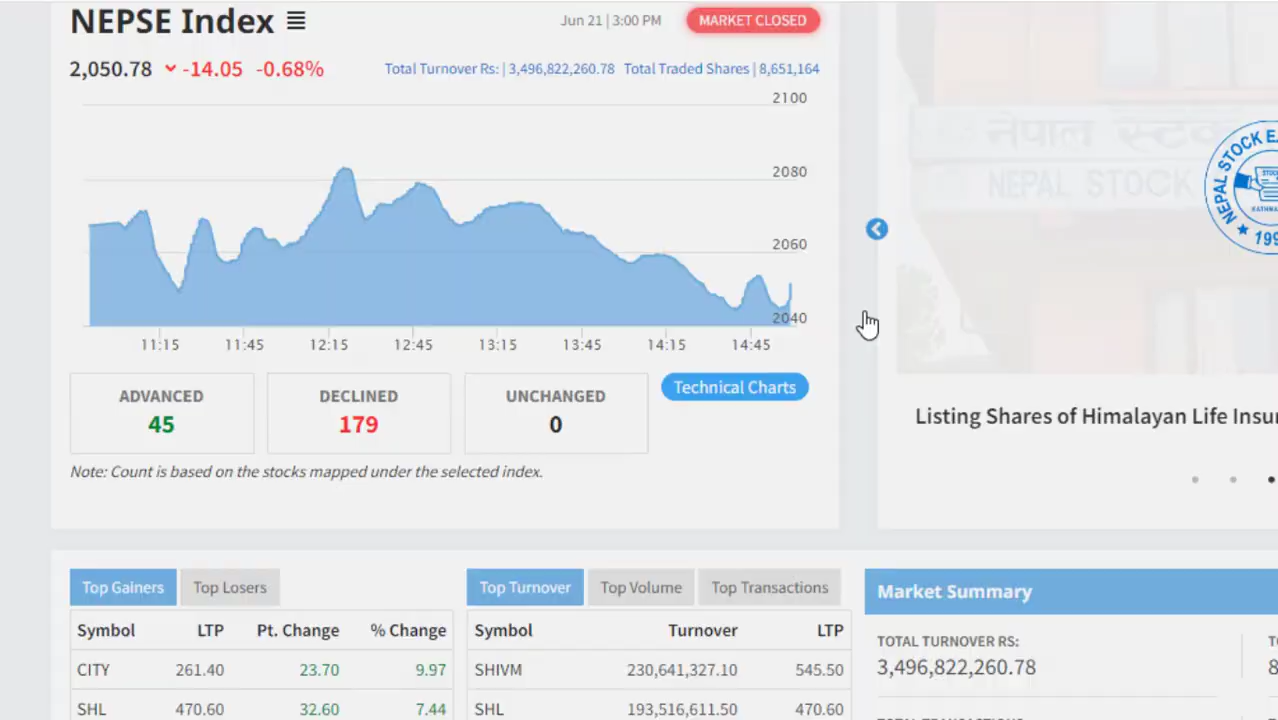 NEPSE Index
Jun 21 | 3:00 PM
MARKET CLOSED
2,050.78 -14.05 -0.68%
Total Turnover Rs: | 3,496,822,260.78 Total Traded Shares | 8,651,164
2100
2080
2060
2040
11:15 11:45 12:15 12:45 13:15 13:45 14:15 14:45
ADVANCED
45
DECLINED
179
UNCHANGED
0
Technical Charts
Note: Count is based on the stocks mapped under the selected index.
नेपाल स्टक
NEPAL STOCK
NEPAL STOCK E
199
Listing Shares of Himalayan Life Insu
Top Gainers Top Losers
Symbol LTP Pt. Change % Change
CITY 261.40 23.70 9.97
SHL 470.60 32.60 7.44
Top Turnover Top Volume Top Transactions
Symbol Turnover LTP
SHIVM 230,641,327.10 545.50
SHL 193,516,611.50 470.60
Market Summary
TOTAL TURNOVER RS:
3,496,822,260.78
8